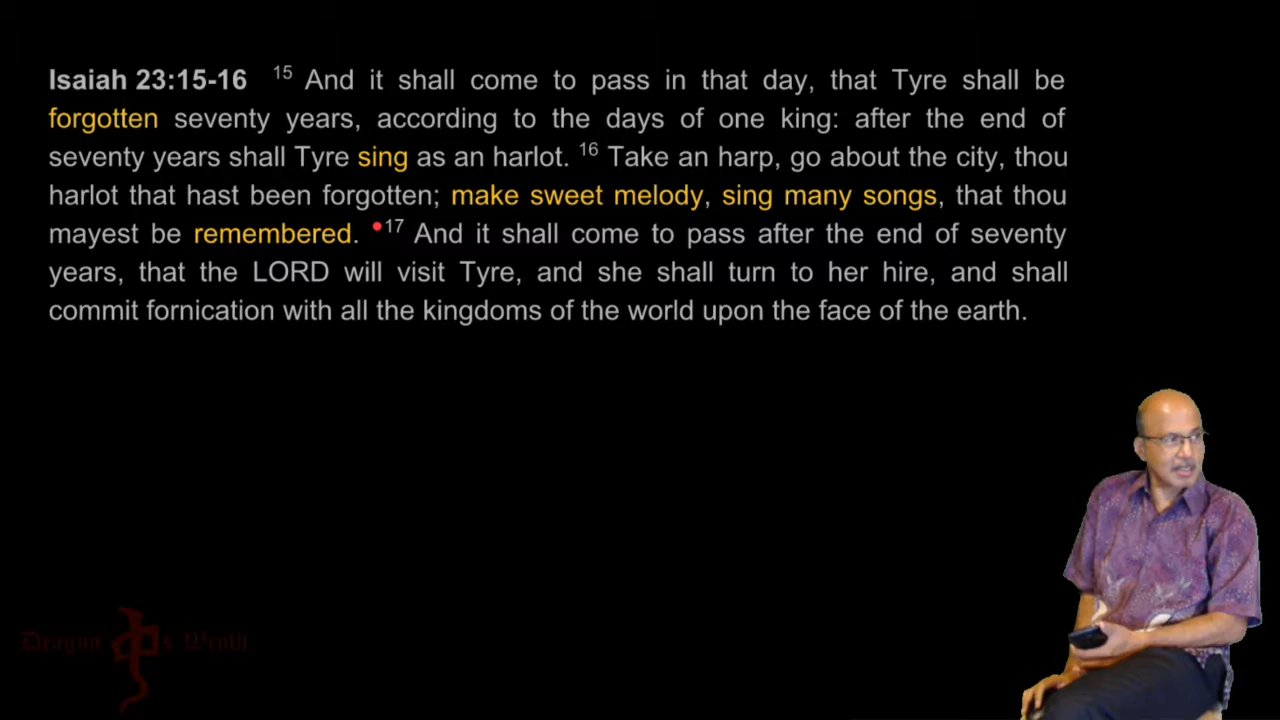 Isaiah 23:15-16 15 And it shall come to pass in that day, that Tyre shall be
forgotten seventy years, according to the days of one king: after the end of
seventy years shall Tyre sing as an harlot. 16 Take an harp, go about the city, thou
harlot that hast been forgotten; make sweet melody, sing many songs, that thou
mayest be remembered. 17 And it shall come to pass after the end of seventy
years, that the LORD will visit Tyre, and she shall turn to her hire, and shall
commit fornication with all the kingdoms of the world upon the face of the earth.